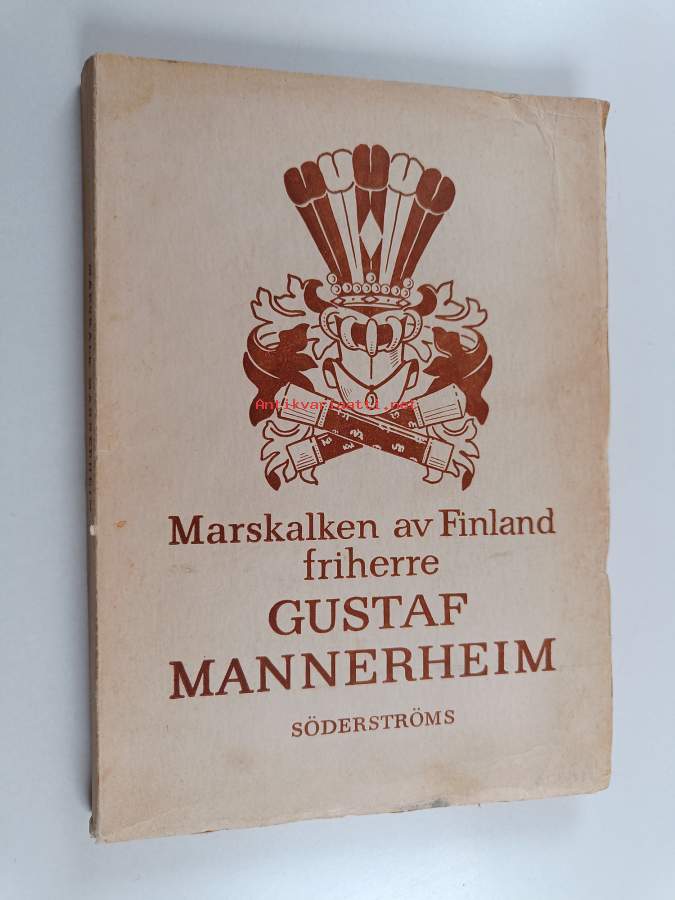 Antikvariaatti.net
Marskalken av Finland
friherre
GUSTAF
MANNERHEIM
SÖDERSTRÖMS